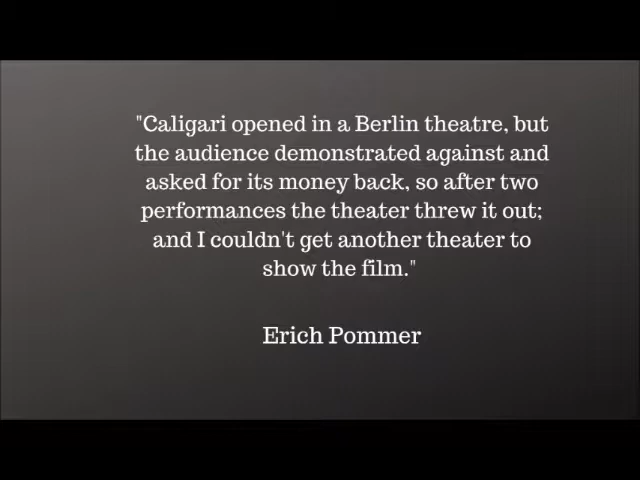 "Caligari opened in a Berlin theatre, but
the audience demonstrated against and
asked for its money back, so after two
performances the theater threw it out;
and I couldn't get another theater to
show the film."
Erich Pommer